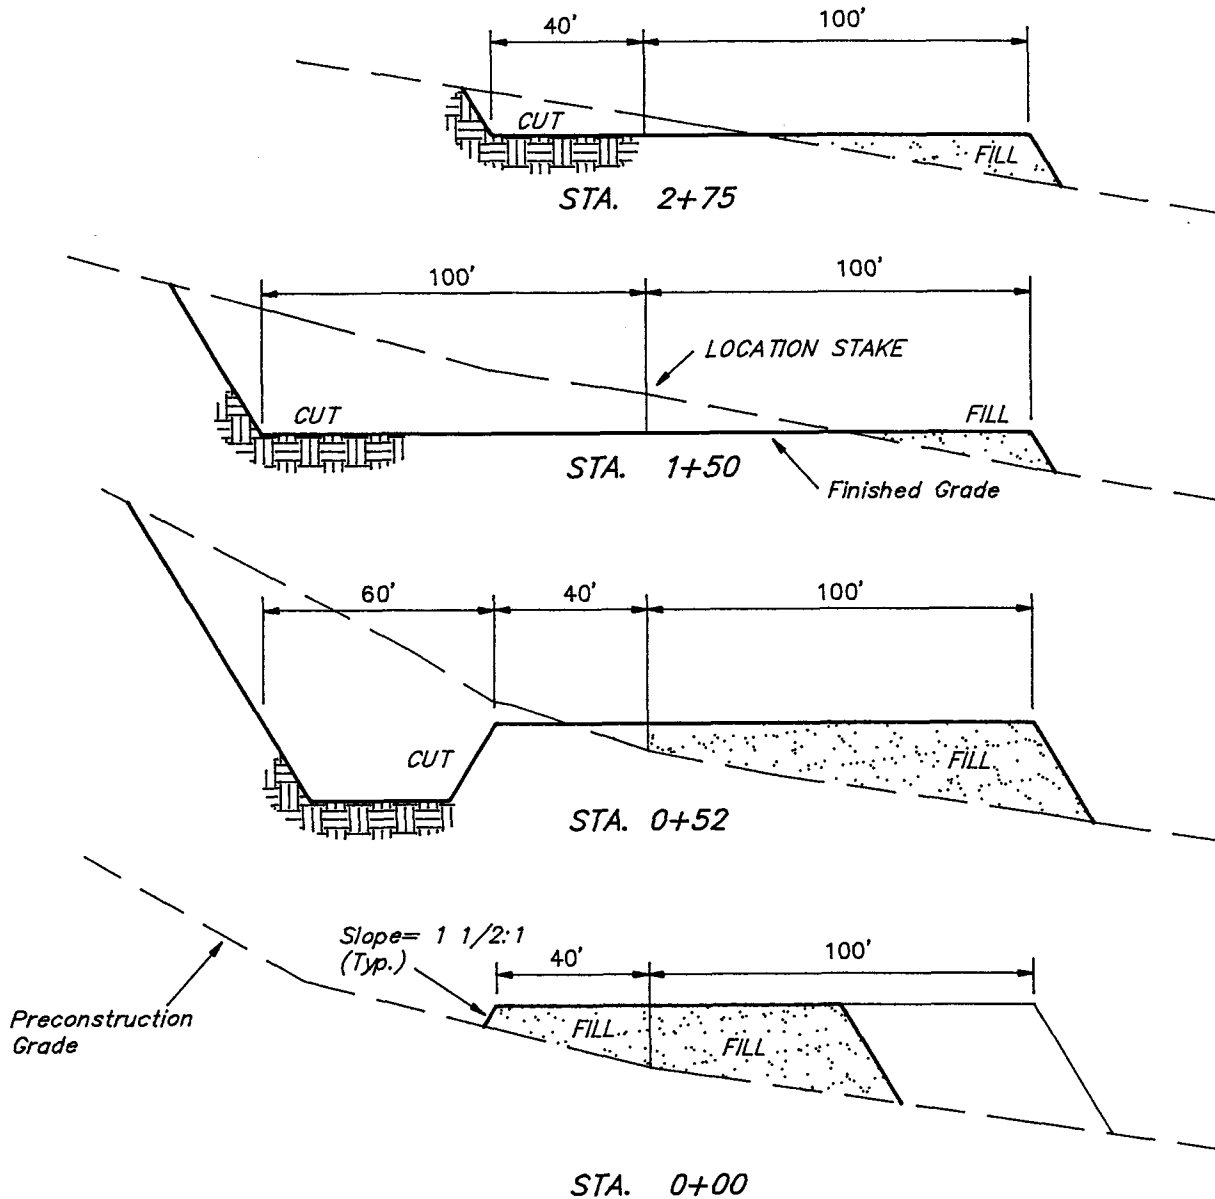 40'
100'
CUT
FILL
STA. 2+75
100'
100'
LOCATION STAKE
CUT
FILL
STA. 1+50
Finished Grade
60'
40'
100'
CUT
FILL
STA. 0+52
Slope= 1 1/2:1
(Typ.)
40'
100'
Preconstruction
Grade
FILL
FILL
STA. 0+00